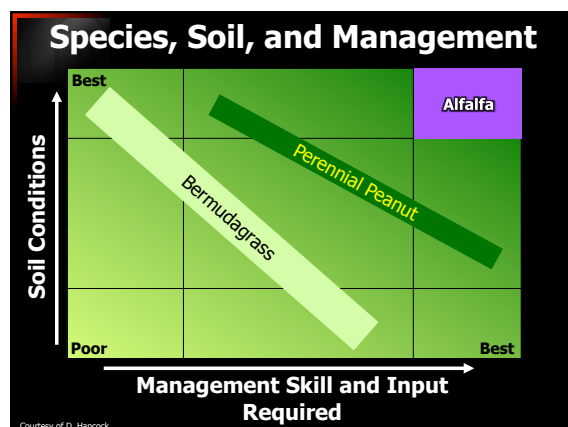 Species, Soil, and Management
Best
Alfalfa
Perennial Peanut
Bermudagrass
Soil Conditions
Poor
Best
Management Skill and Input
Required
Courtesy of D. Hancock